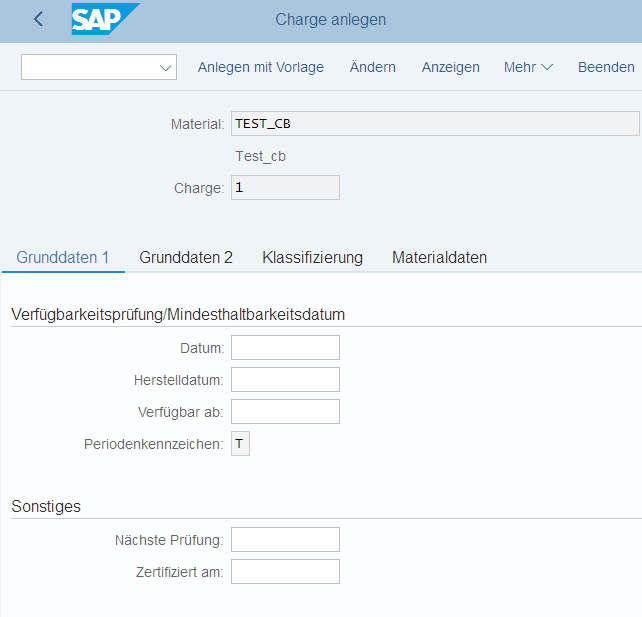 SAP Charge anlegen
Anlegen mit Vorlage Ändern Anzeigen Mehr Beenden
Material: TEST_CB
Test_cb
Charge: 1
Grunddaten 1 Grunddaten 2 Klassifizierung Materialdaten
Verfügbarkeitsprüfung/Mindesthaltbarkeitsdatum
Datum:
Herstelldatum:
Verfügbar ab:
Periodenkennzeichen: T
Sonstiges
Nächste Prüfung:
Zertifiziert am: